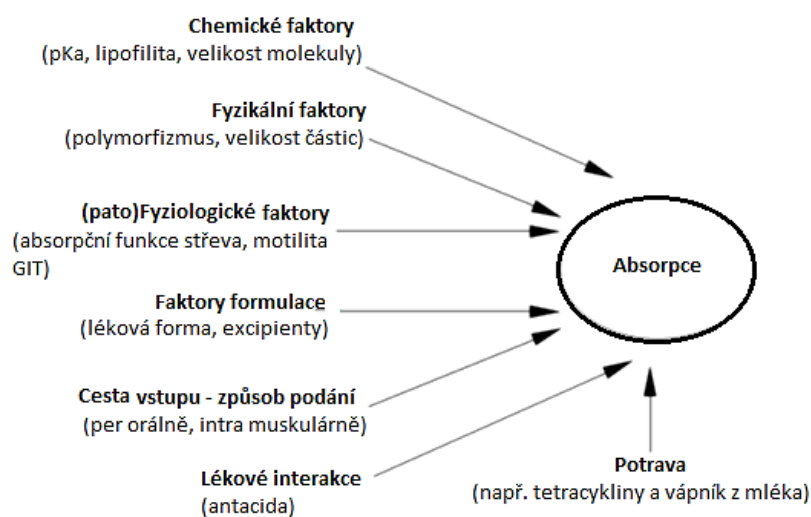 Chemické faktory
(pKa, lipofilita, velikost molekuly)
Fyzikální faktory
(polymorfizmus, velikost částic)
(pato)Fyziologické faktory
(absorpční funkce střeva, motilita
GIT)
Absorpce
Faktory formulace
(léková forma, excipienty)
Cesta vstupu - způsob podání
(per orálně, intra muskulárně)
Lékové interakce
(antacida)
Potrava
(např. tetracykliny a vápník z mléka)